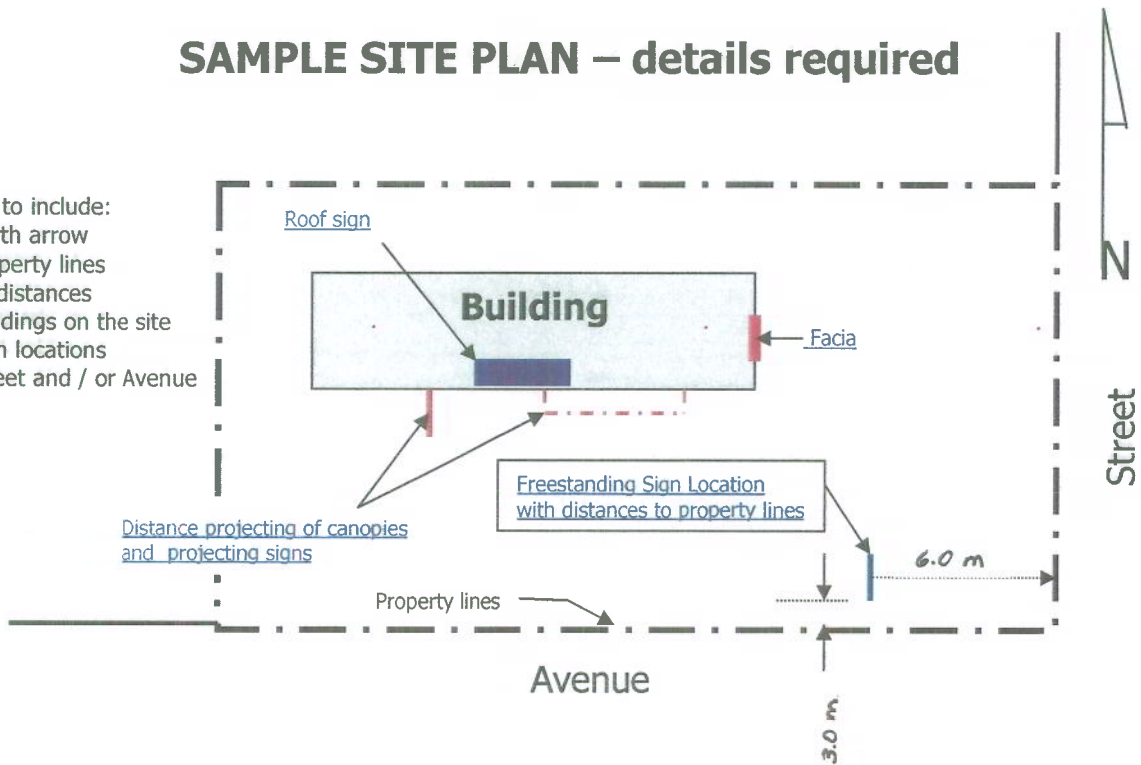 SAMPLE SITE PLAN – details required
to include:
th arrow
perty lines
distances
dings on the site
n locations
eet and / or Avenue
Roof sign
Building
Facia
N
Street
Freestanding Sign Location
with distances to property lines
Distance projecting of canopies
and projecting signs
6.0 m
Property lines
Avenue
3.0 m.